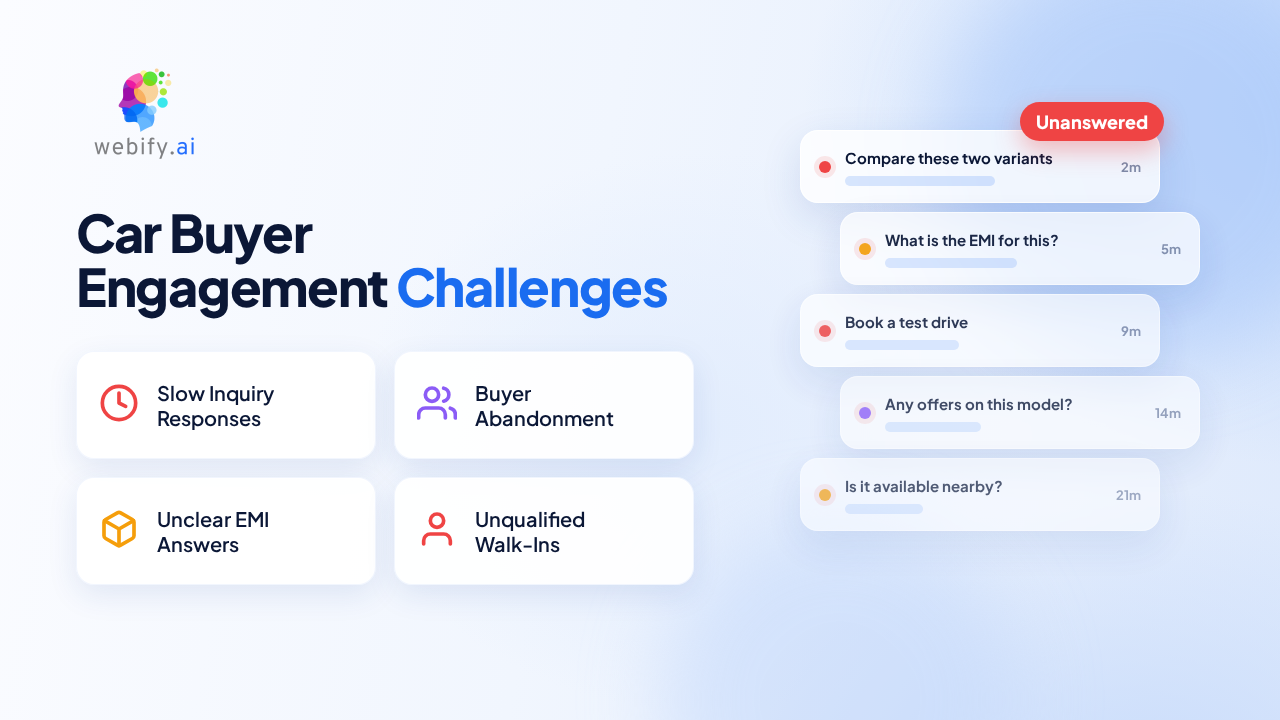 webify.ai
Car Buyer
Engagement Challenges
Slow Inquiry
Responses
Buyer
Abandonment
Unclear EMI
Answers
Unqualified
Walk-Ins
Unanswered
Compare these two variants
2m
What is the EMI for this?
5m
Book a test drive
9m
Any offers on this model?
14m
Is it available nearby?
21m